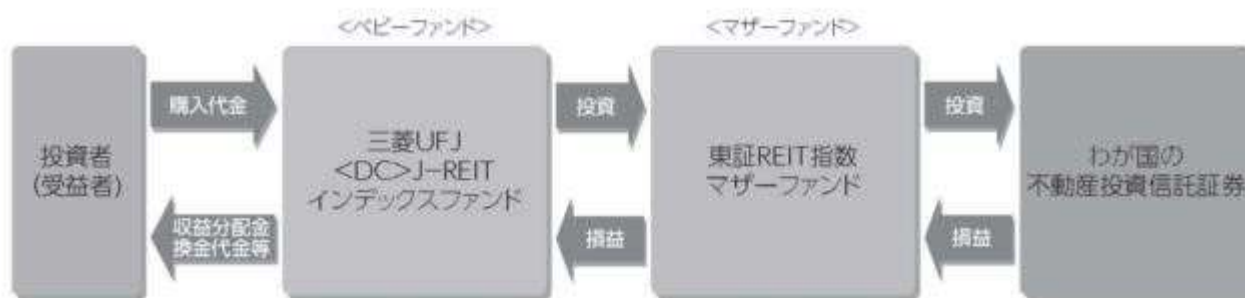 <ベビーファンド>
<マザーファンド>
投資者
(受益者)
購入代金
収益分配金
換金代金等
三菱UFJ
<DC>J-REIT
インデックスファンド
投資
損益
東証REIT指数
マザーファンド
投資
損益
わが国の
不動産投資信託証券